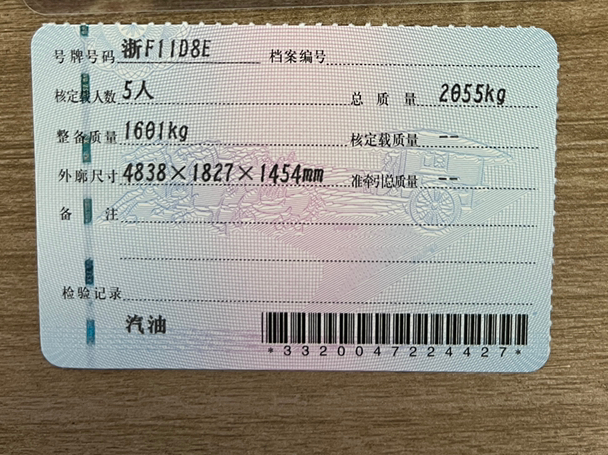 号牌号码 浙F11D8E 档案编号
核定载人数 5人 总质量 2055kg
整备质量 1601kg 核定载质量 --
外廓尺寸 4838×1827×1454mm 准牵引总质量 --
备注
检验记录
汽油
*3320047224427*